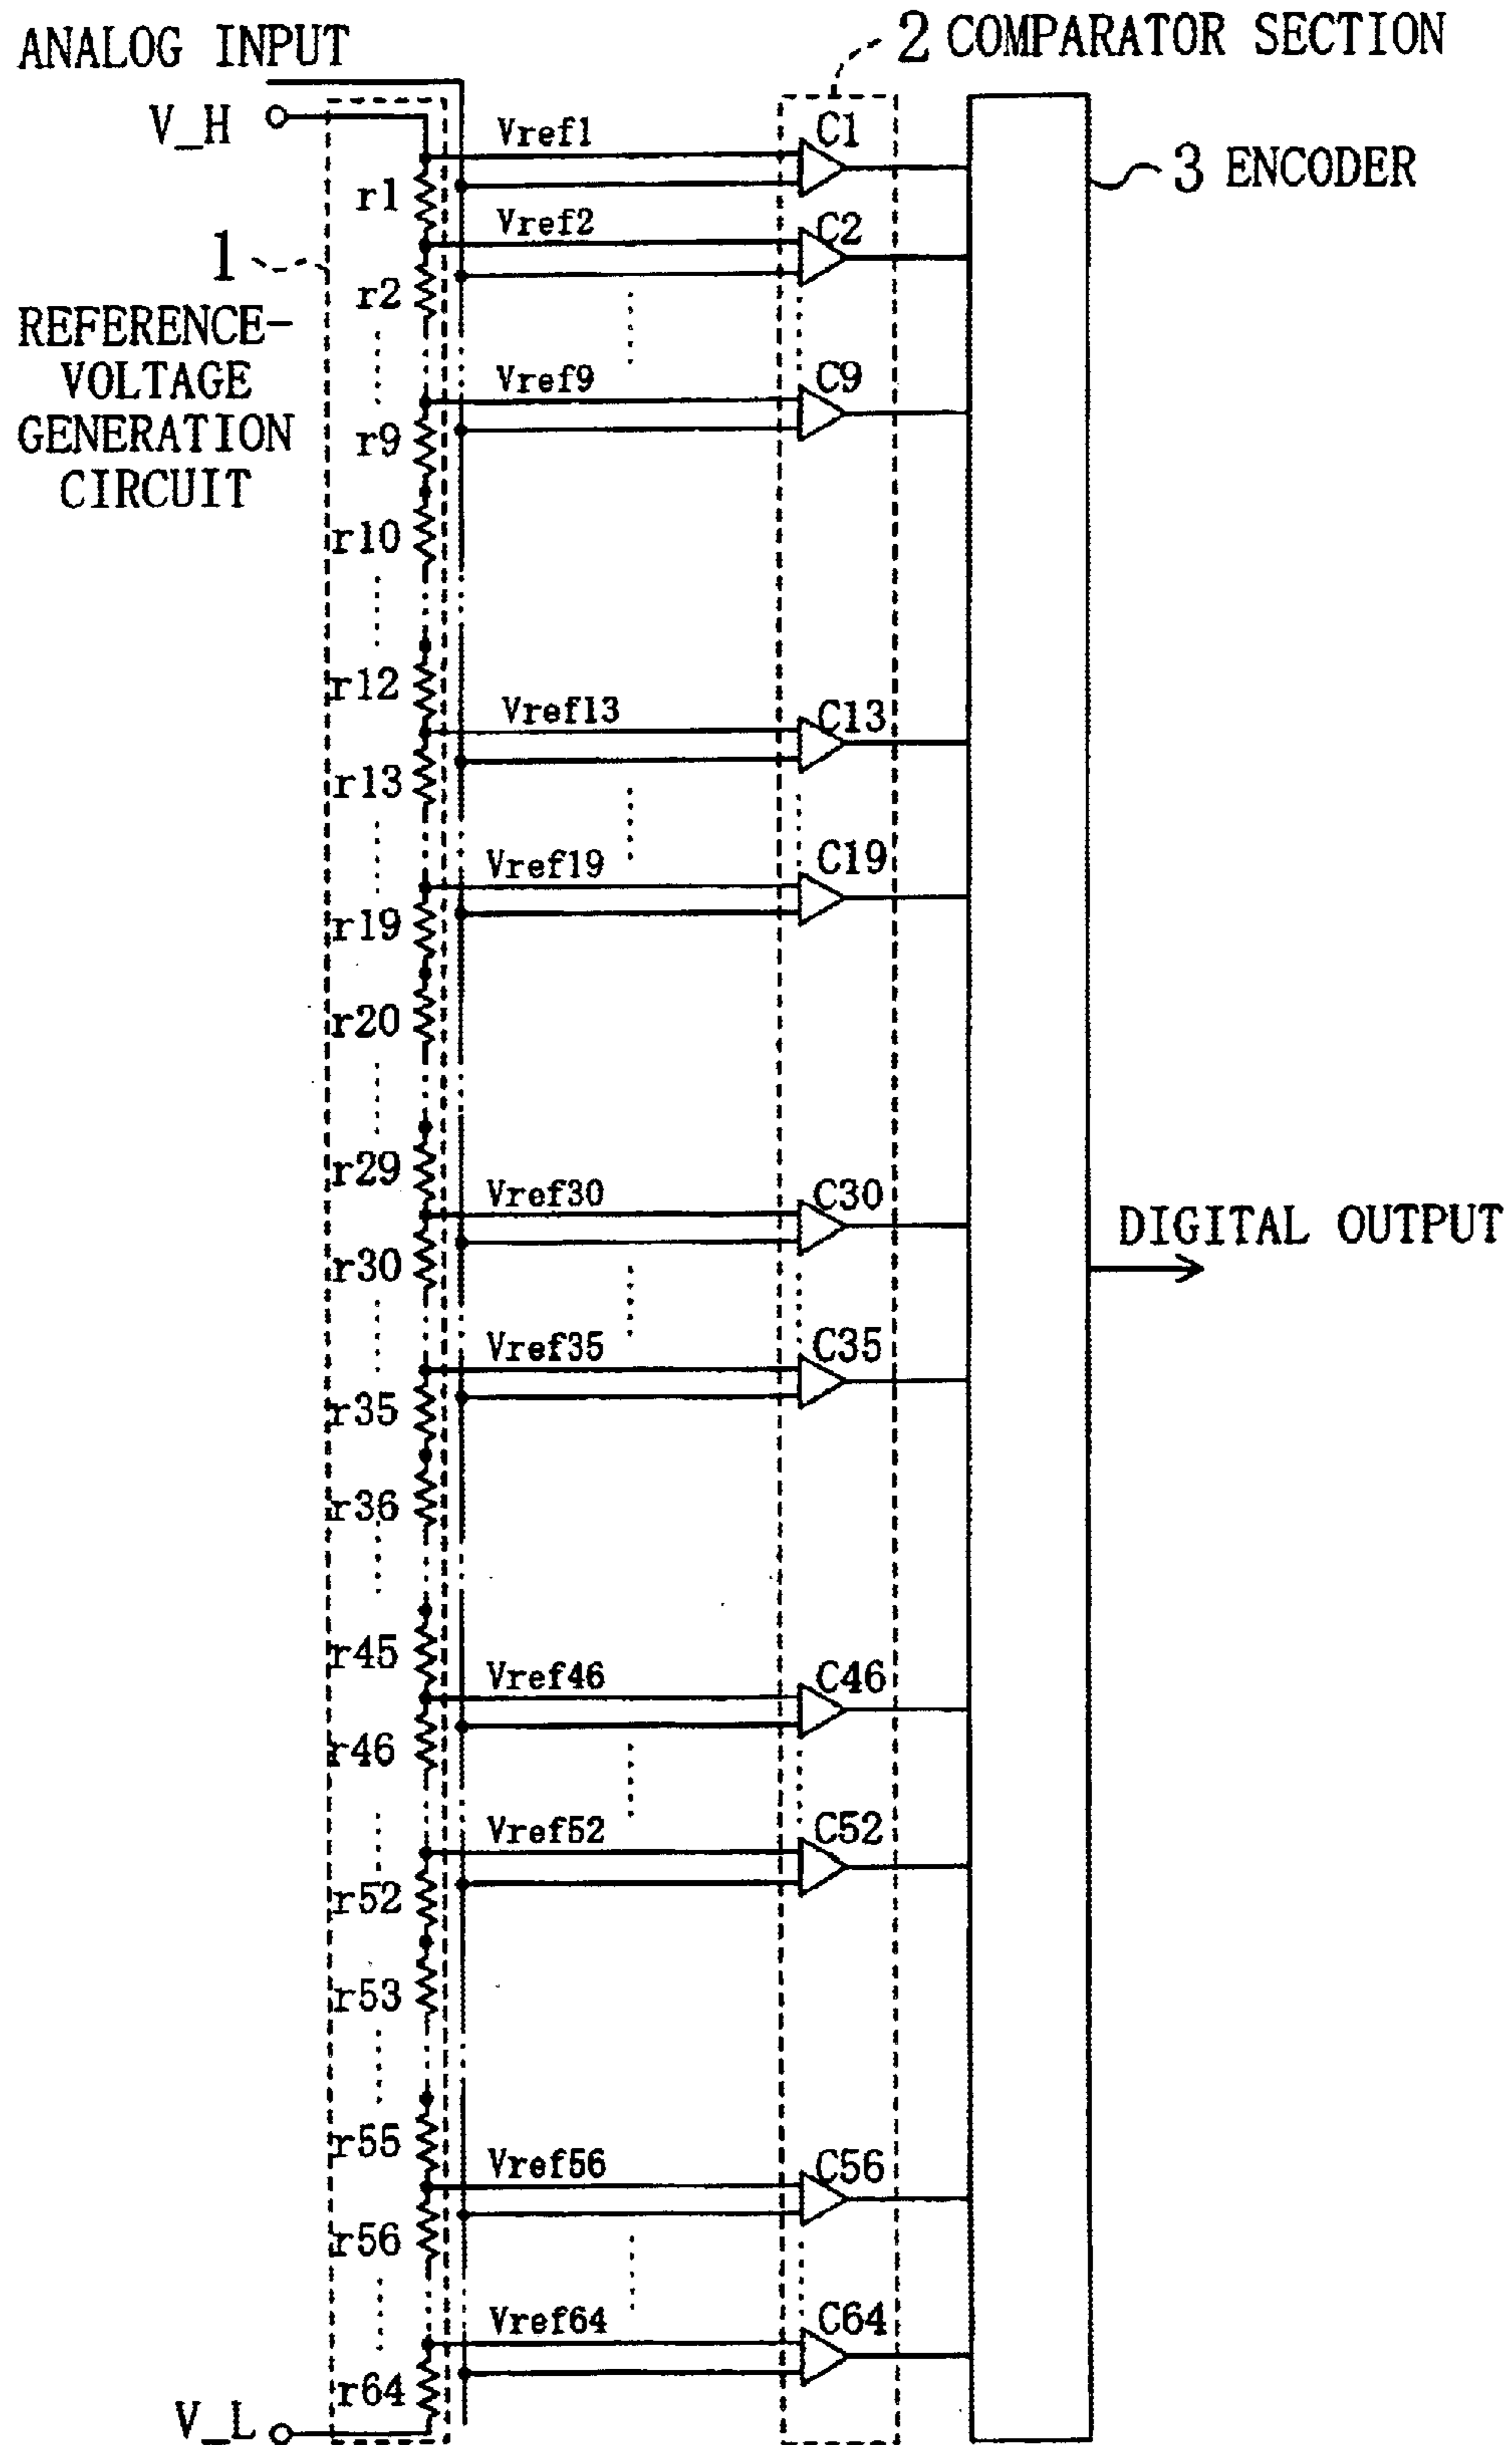 ANALOG INPUT
2 COMPARATOR SECTION
V_H
Vref1
C1
3 ENCODER
r1
Vref2
C2
1
r2
REFERENCE-
VOLTAGE
GENERATION
CIRCUIT
Vref9
C9
r9
r10
r12
Vref13
C13
r13
Vref19
C19
r19
r20
r29
Vref30
C30
r30
DIGITAL OUTPUT
Vref35
C35
r35
r36
r45
Vref46
C46
r46
Vref52
C52
r52
r53
r55
Vref56
C56
r56
Vref64
C64
r64
V_L